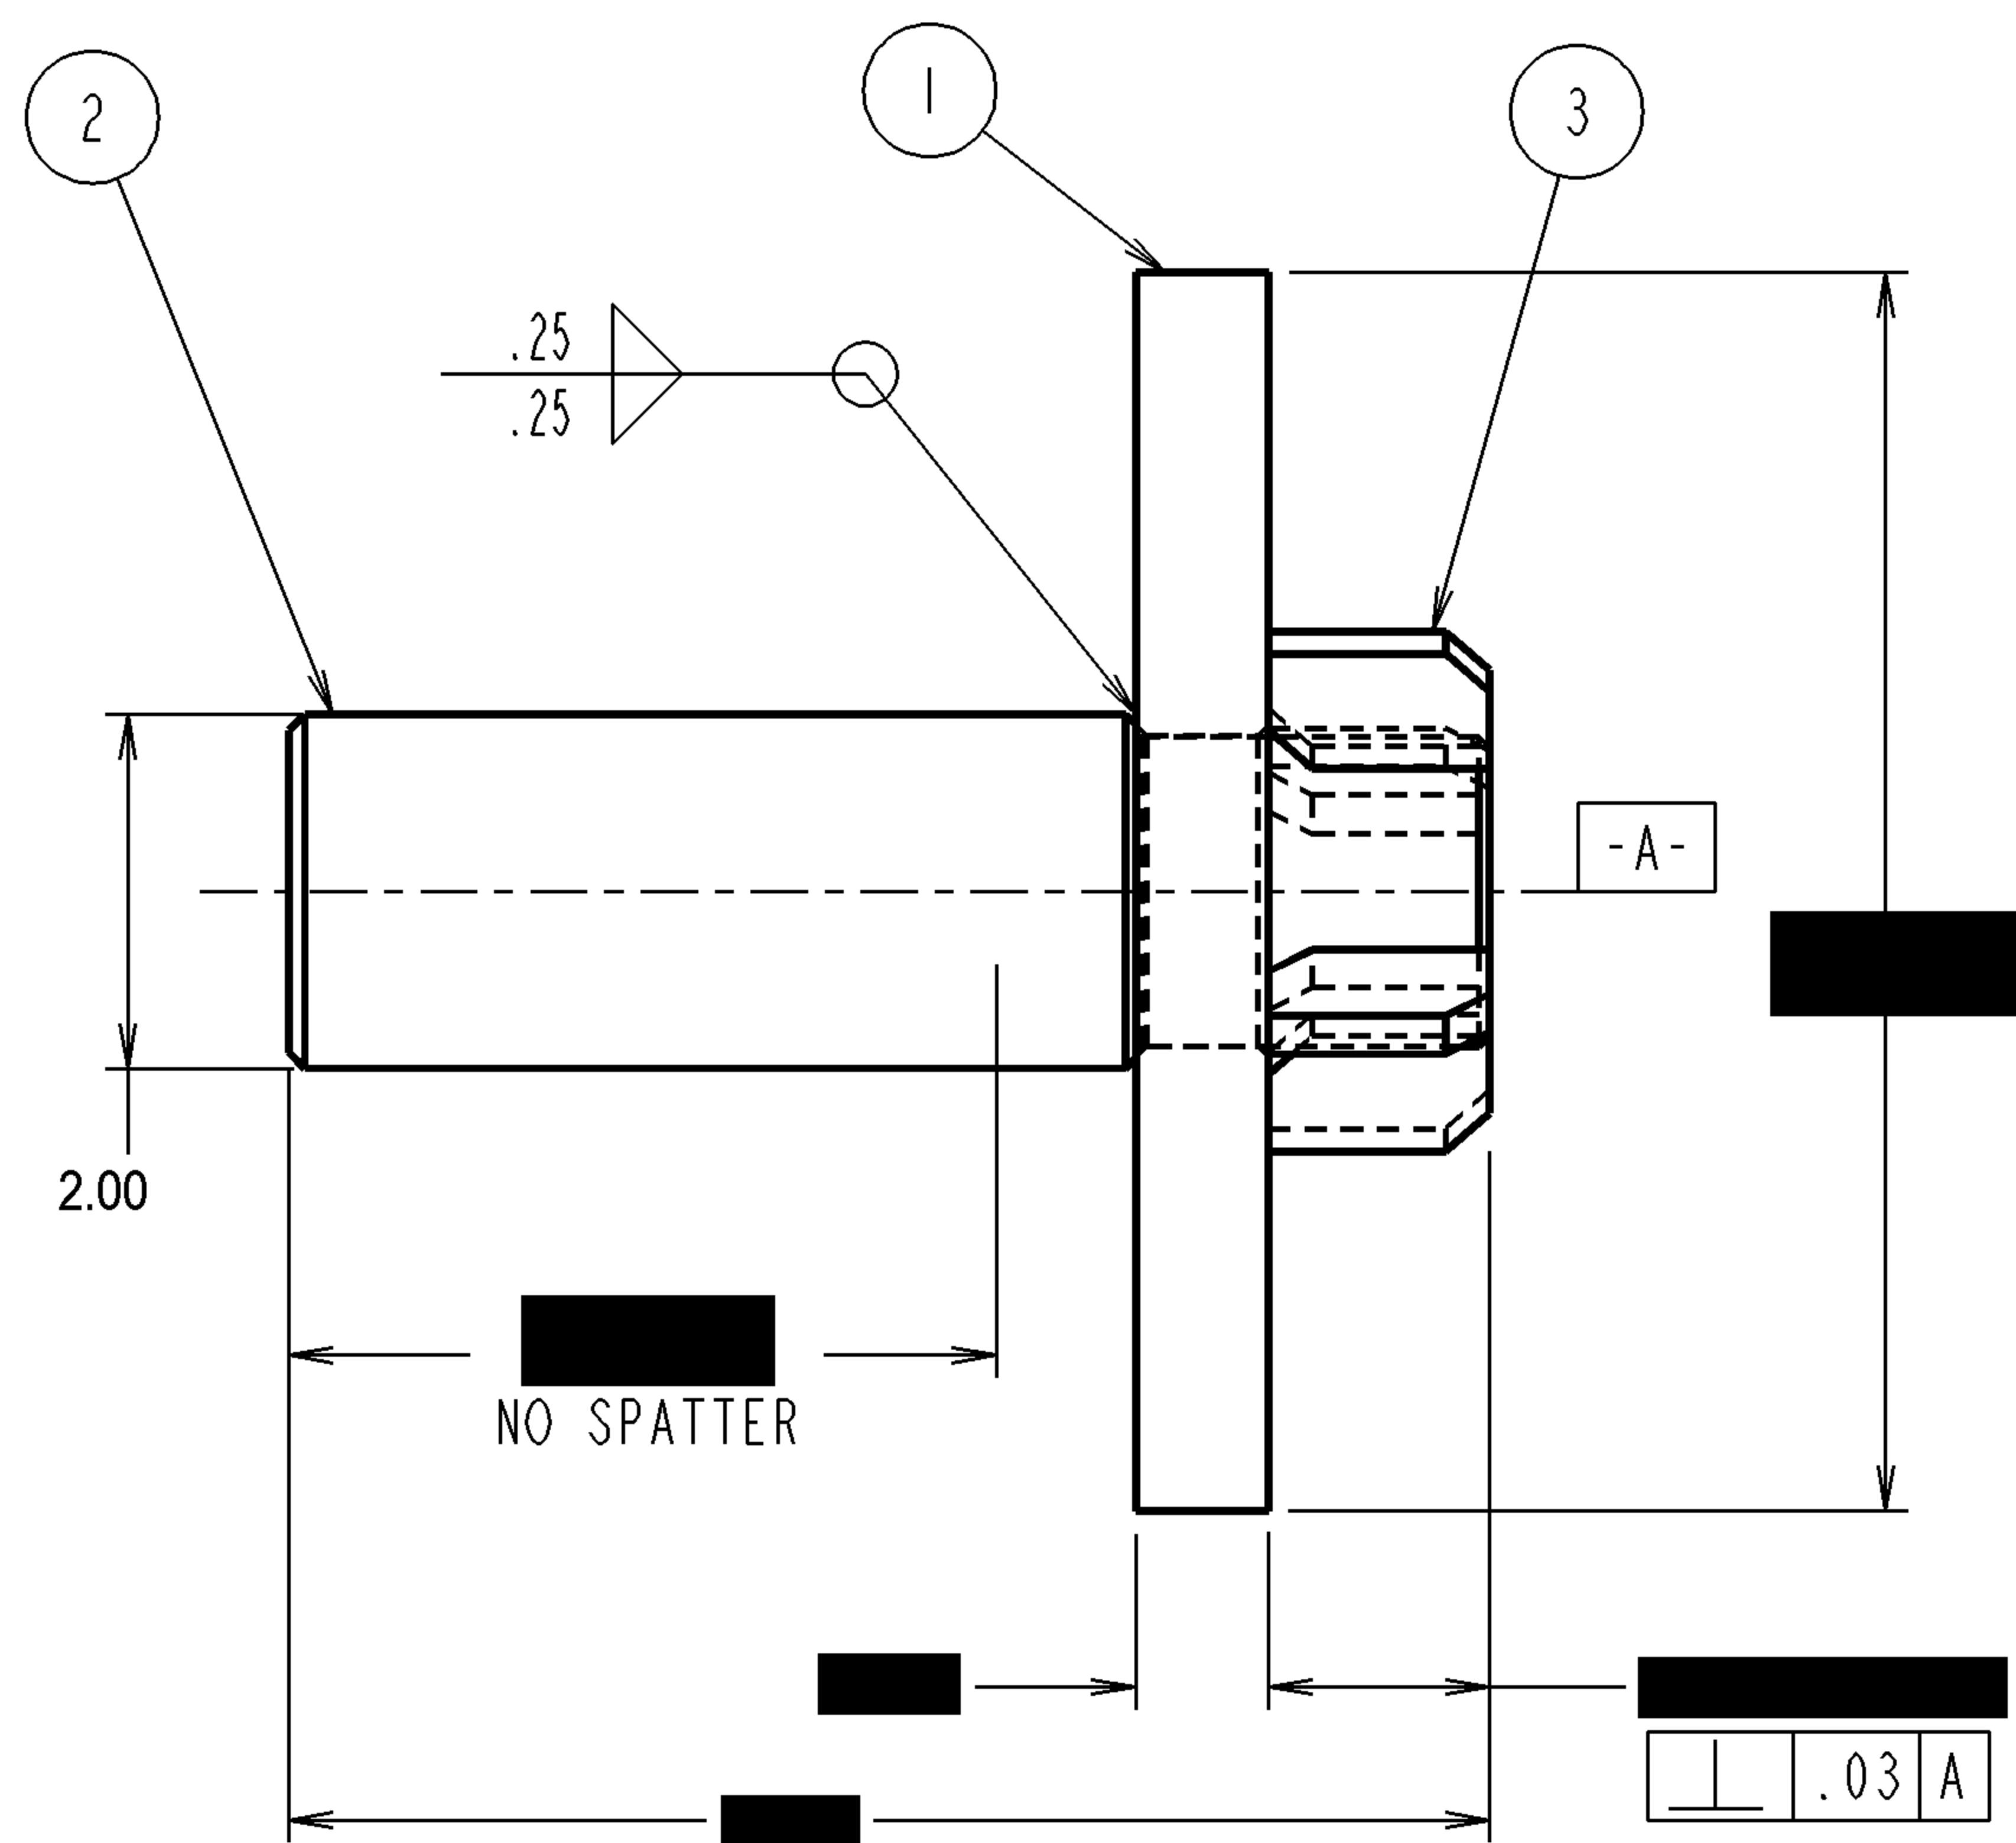 2
1
3
.25
.25
-A-
2.00
NO SPATTER
⊥ .03 A